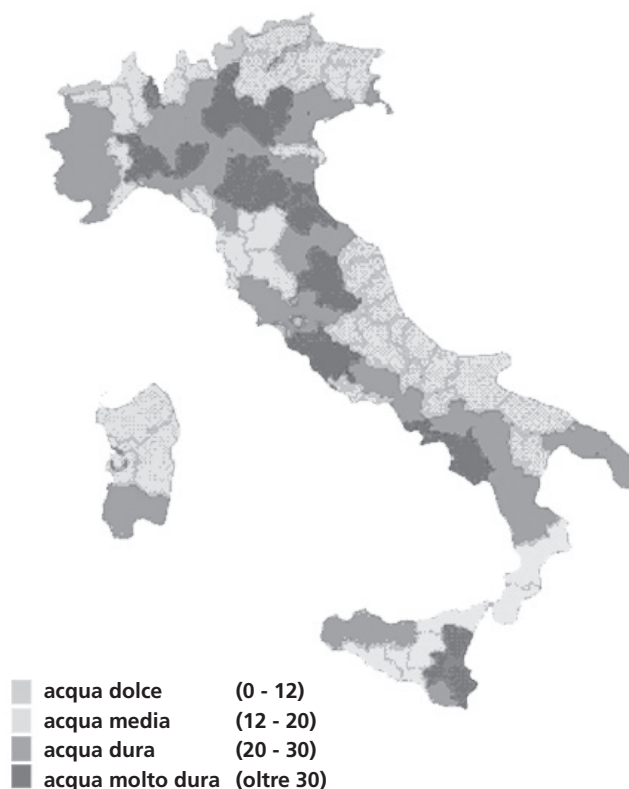 acqua dolce (0 - 12)
acqua media (12 - 20)
acqua dura (20 - 30)
acqua molto dura (oltre 30)